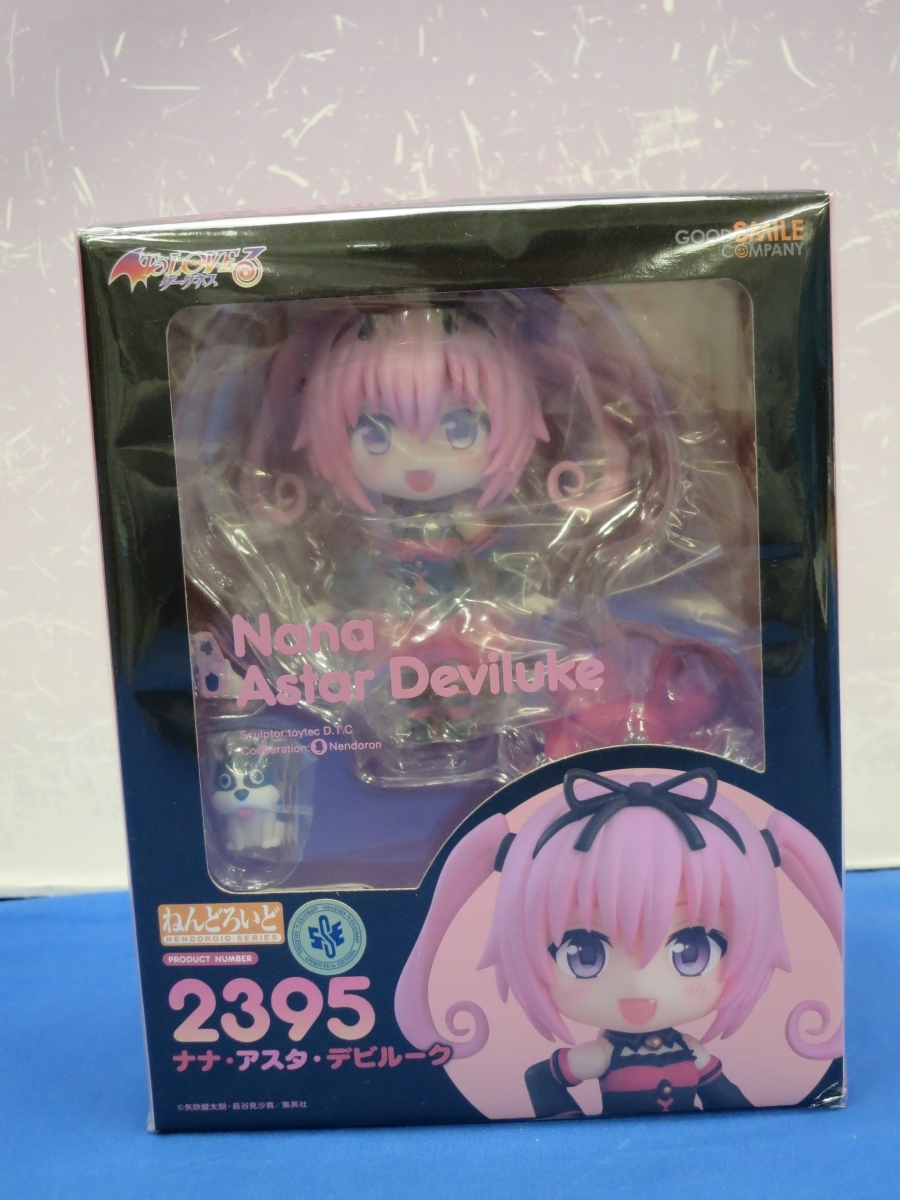 To LOVEる
ダークネス
GOOD SMILE
COMPANY
Nana
Astar Deviluke
Sculptor:toytec D.T.C
Cooperation: Nendoron
ねんどろいど
NENDOROID SERIES
PRODUCT NUMBER
2395
ナナ・アスタ・デビルーク
©矢吹健太朗・長谷見沙貴/集英社